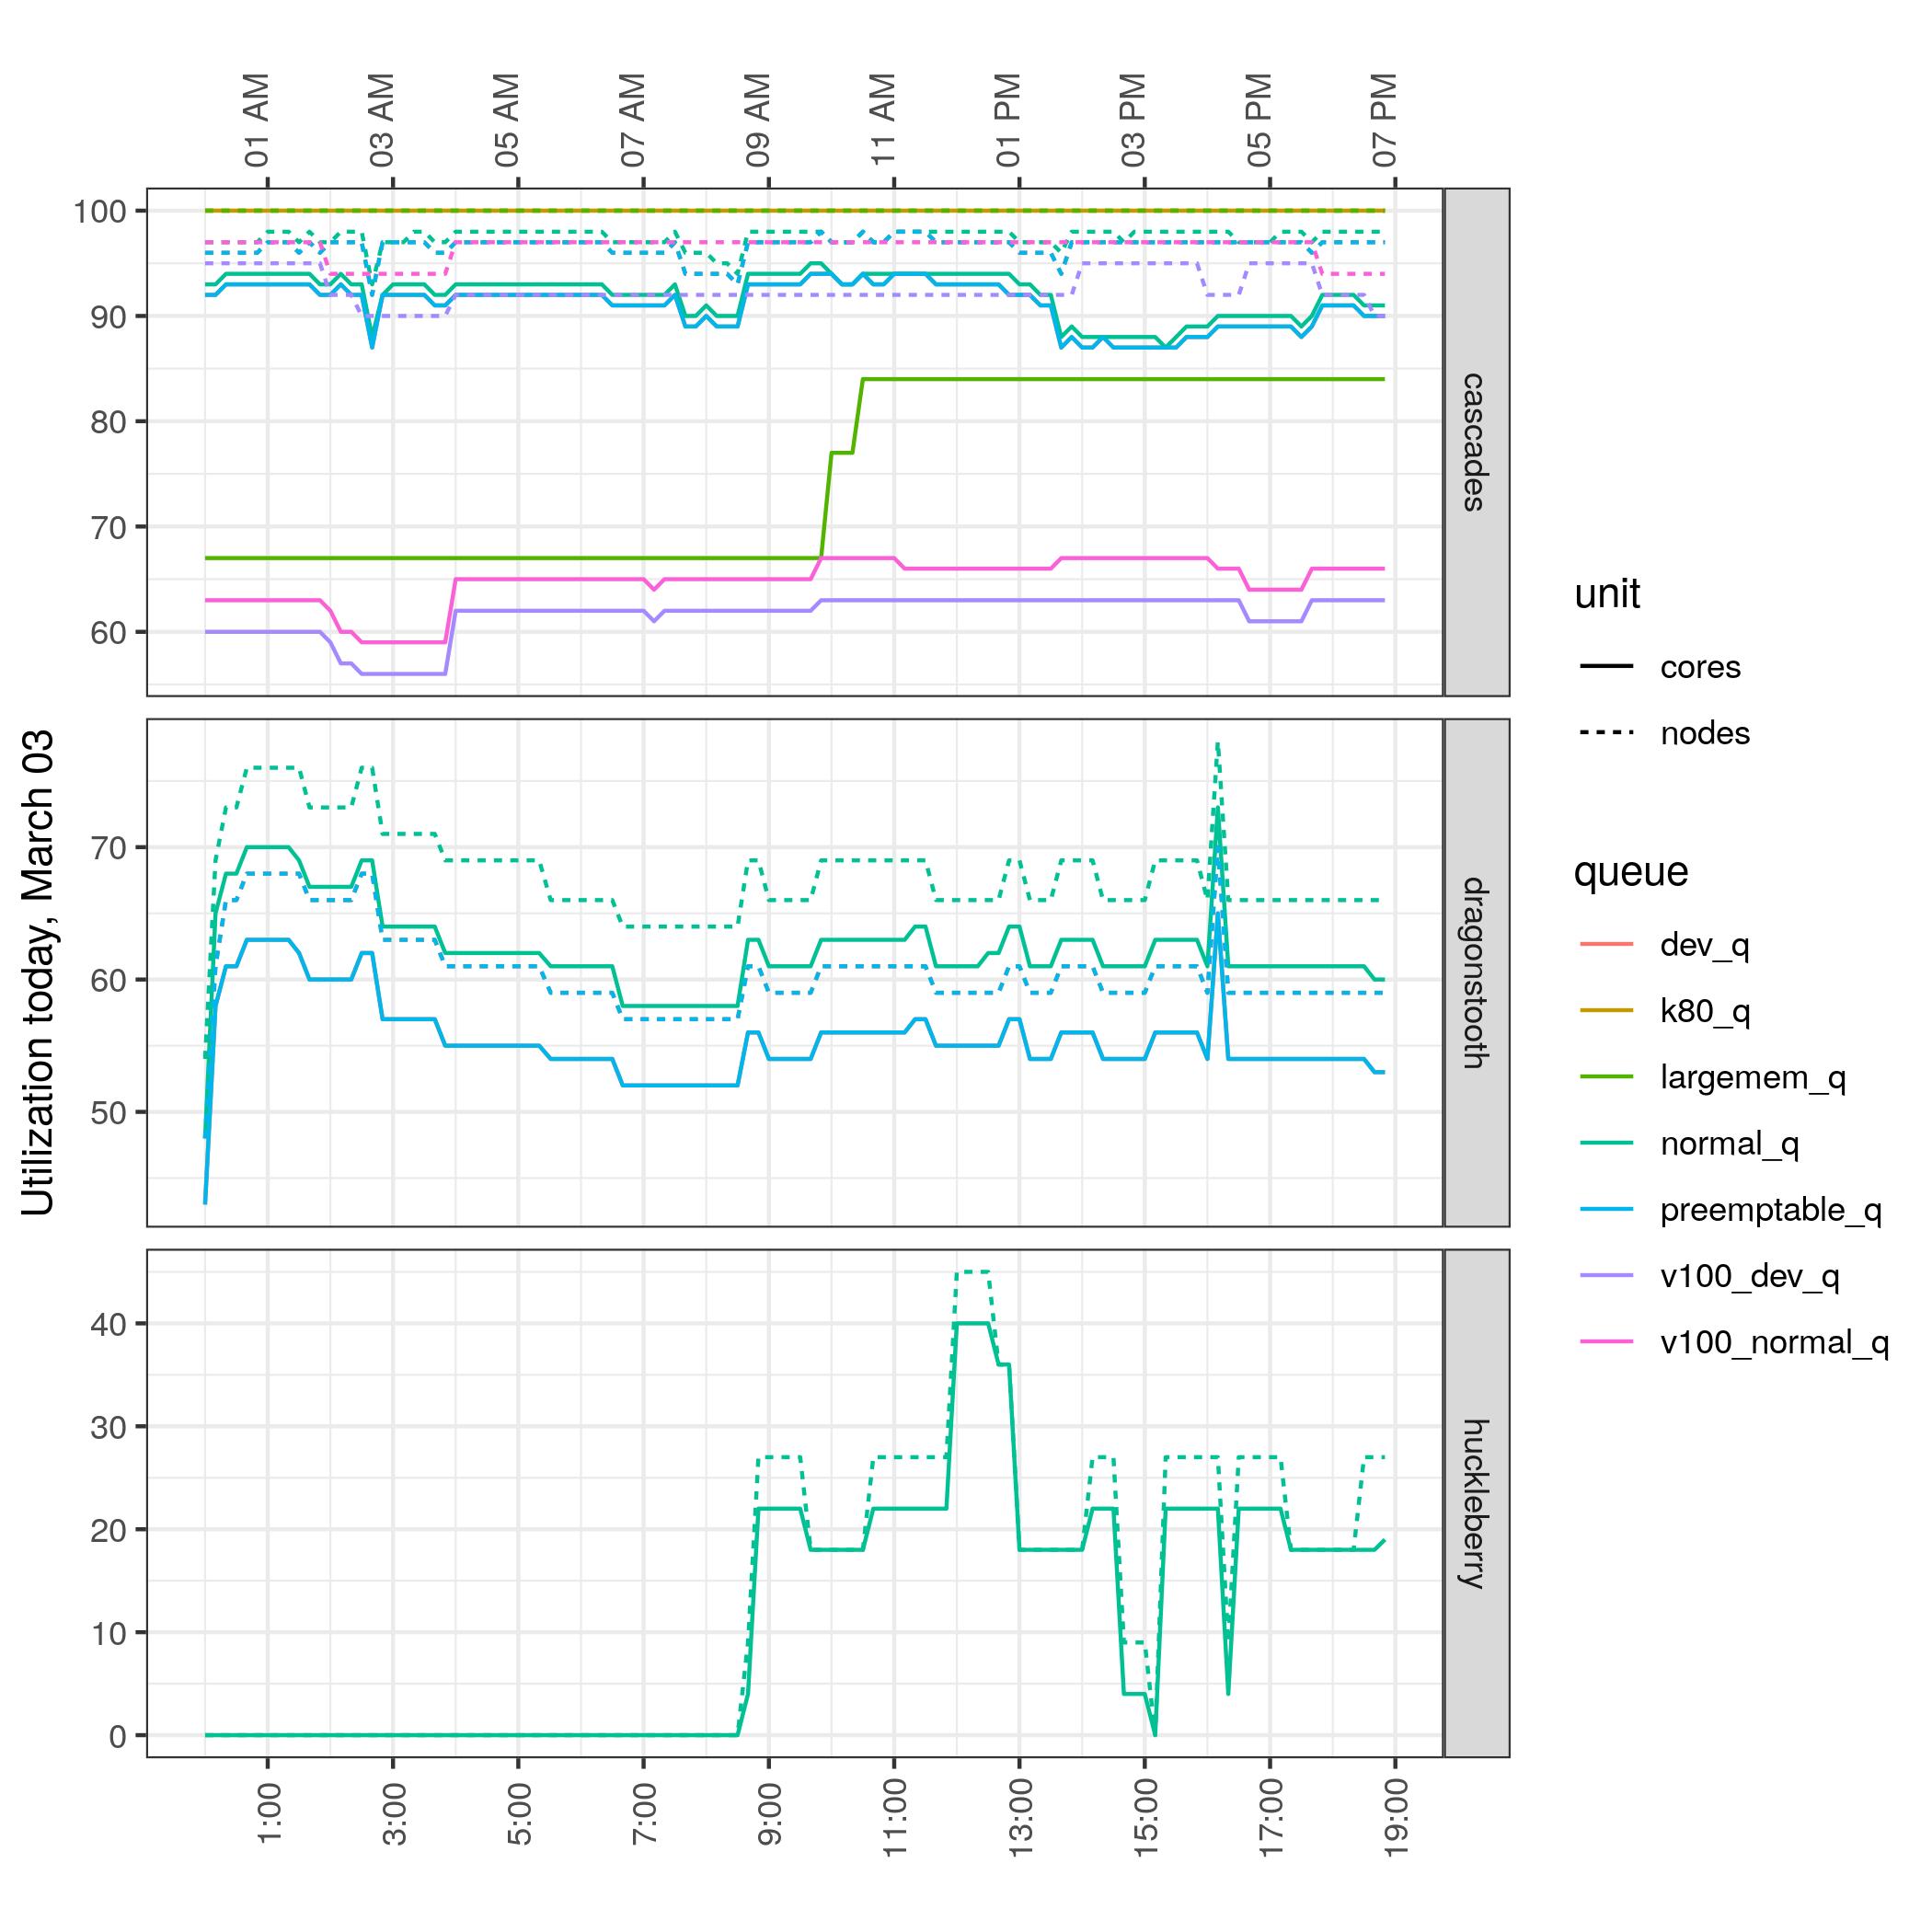 01 AM
03 AM
05 AM
07 AM
09 AM
11 AM
01 PM
03 PM
05 PM
07 PM
100
90
80
70
60
cascades
Utilization today, March 03
70
60
50
dragonstooth
40
30
20
10
0
huckleberry
1:00
3:00
5:00
7:00
9:00
11:00
13:00
15:00
17:00
19:00
unit
cores
nodes
queue
dev_q
k80_q
largemem_q
normal_q
preemptable_q
v100_dev_q
v100_normal_q